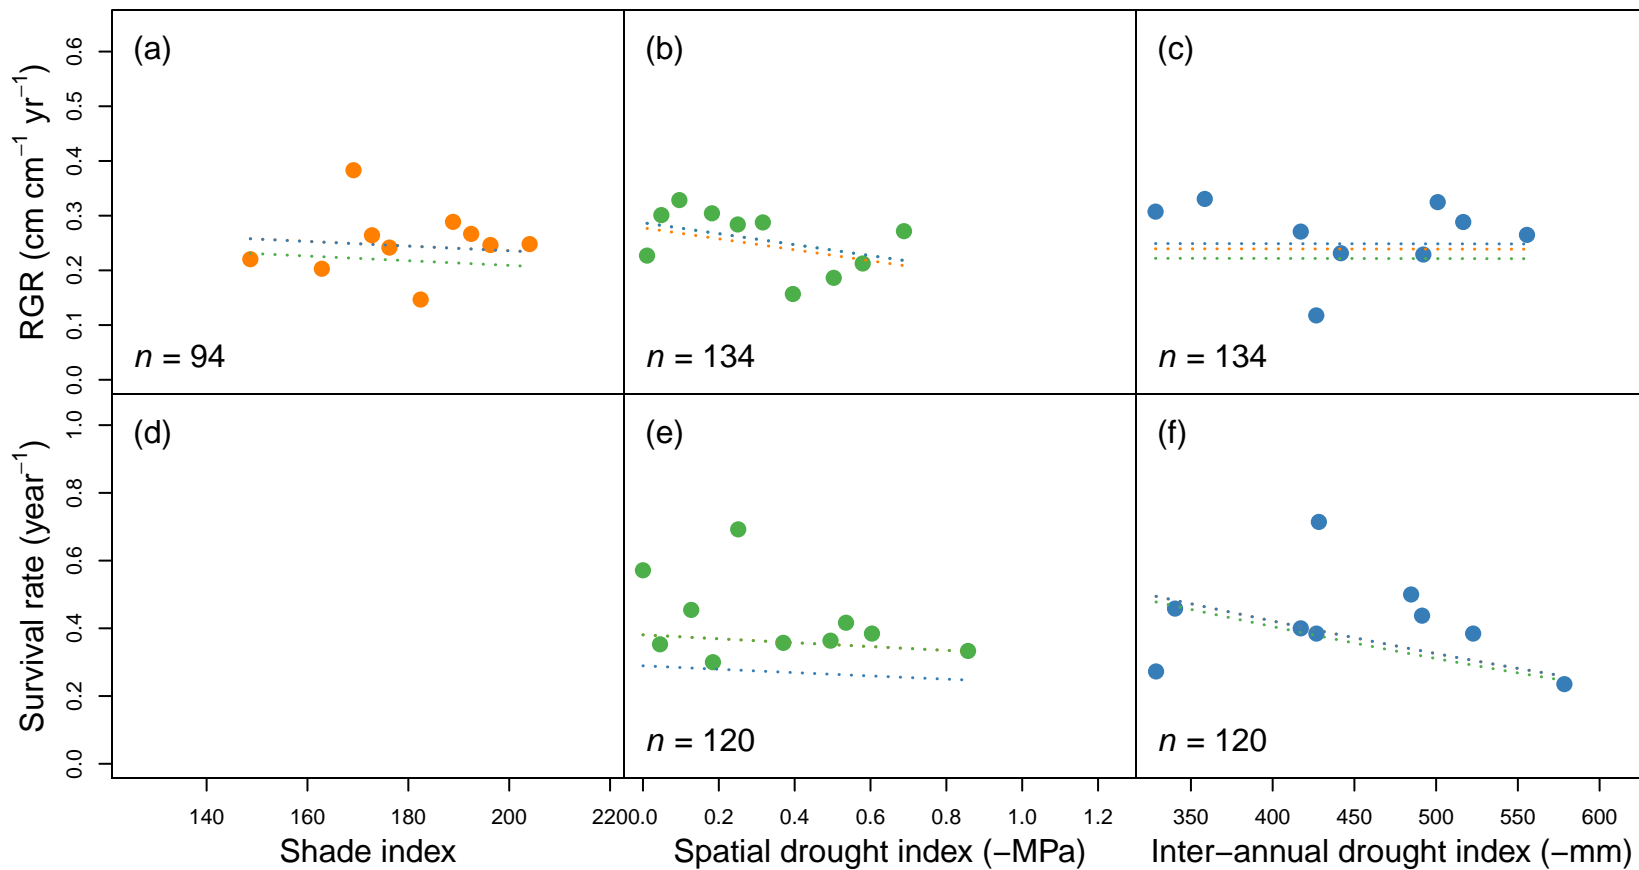 (a)
(b)
(c)
RGR (cm cm⁻¹ yr⁻¹)
0.6
0.5
0.4
0.3
0.2
0.1
0.0
n = 94
n = 134
n = 134
(d)
(e)
(f)
Survival rate (year⁻¹)
1.0
0.8
0.6
0.4
0.2
0.0
n = 120
n = 120
140 160 180 200 220
0.0 0.2 0.4 0.6 0.8 1.0 1.2
350 400 450 500 550 600
Shade index
Spatial drought index (−MPa)
Inter−annual drought index (−mm)